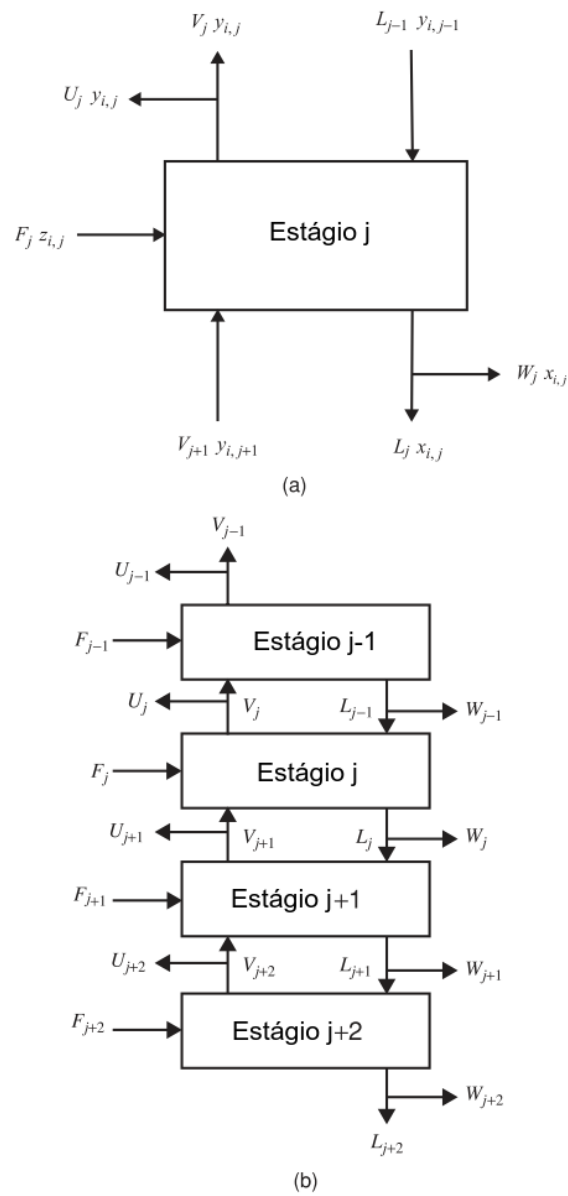 V_j y_{i,j} L_{j−1} y_{i,j−1}
U_j y_{i,j}
Estágio j
F_j z_{i,j}
W_j x_{i,j}
V_{j+1} y_{i,j+1} L_j x_{i,j}
(a)
V_{j−1}
U_{j−1}
F_{j−1} Estágio j-1
U_j V_j L_{j−1} W_{j−1}
F_j Estágio j
U_{j+1} V_{j+1} L_j W_j
F_{j+1} Estágio j+1
U_{j+2} V_{j+2} L_{j+1} W_{j+1}
F_{j+2} Estágio j+2
W_{j+2}
L_{j+2}
(b)